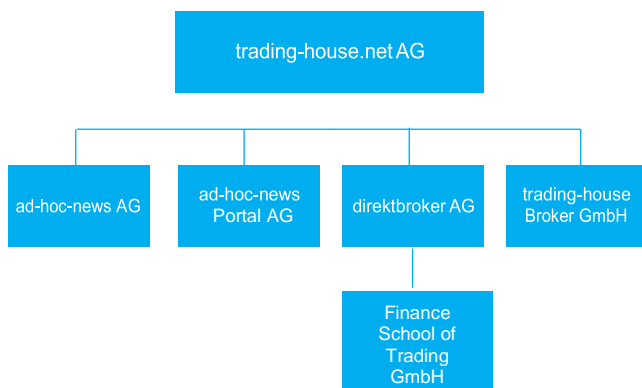 trading-house.net AG
ad-hoc-news AG
ad-hoc-news
Portal AG
direktbroker AG
trading-house
Broker GmbH
Finance
School of
Trading
GmbH